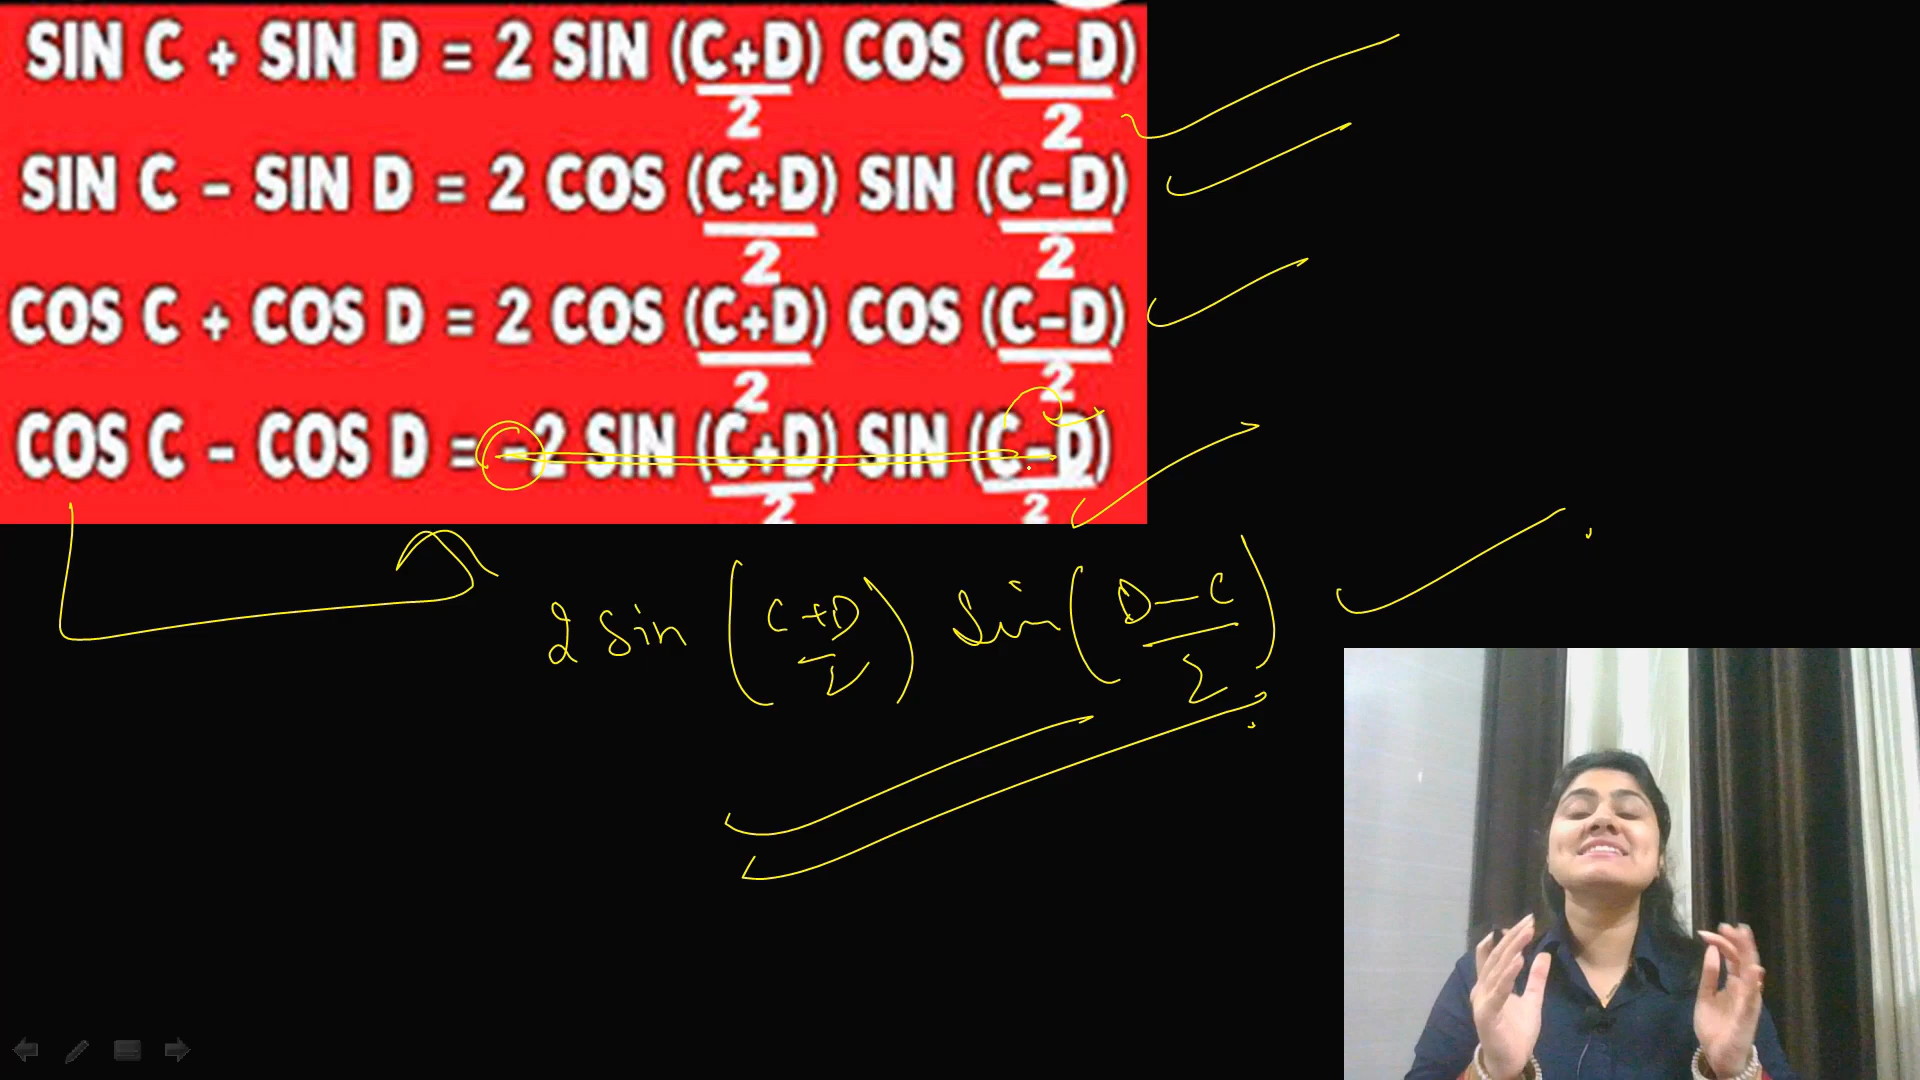 SIN C + SIN D = 2 SIN (C+D)/2 COS (C-D)/2
SIN C - SIN D = 2 COS (C+D)/2 SIN (C-D)/2
COS C + COS D = 2 COS (C+D)/2 COS (C-D)/2
COS C - COS D = -2 SIN (C+D)/2 SIN (C-D)/2
2 Sin (C+D/2) Sin (D-C/2)